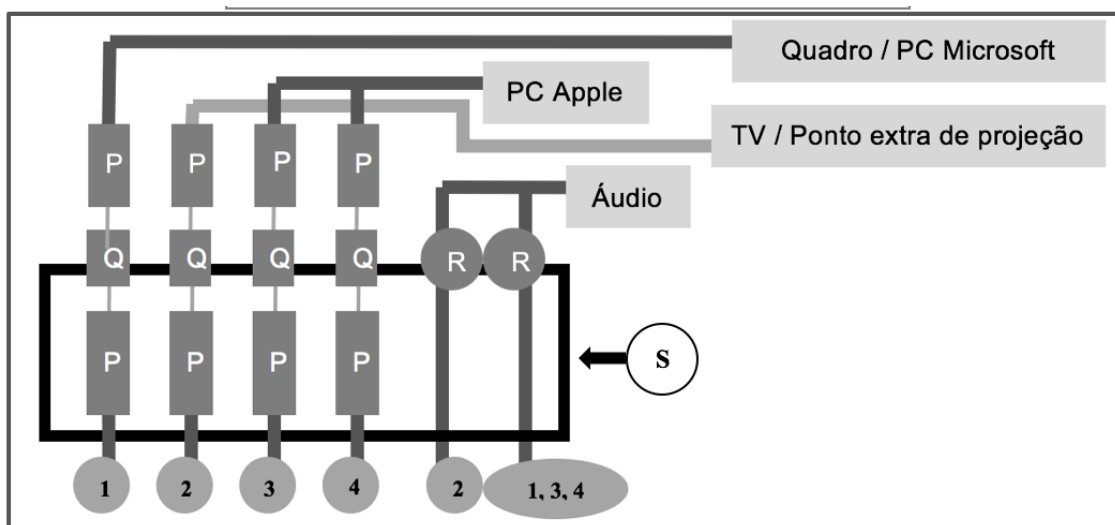 Quadro / PC Microsoft
PC Apple
TV / Ponto extra de projeção
Áudio
P P P P
Q Q Q Q R R
P P P P
S
1 2 3 4 2 1, 3, 4